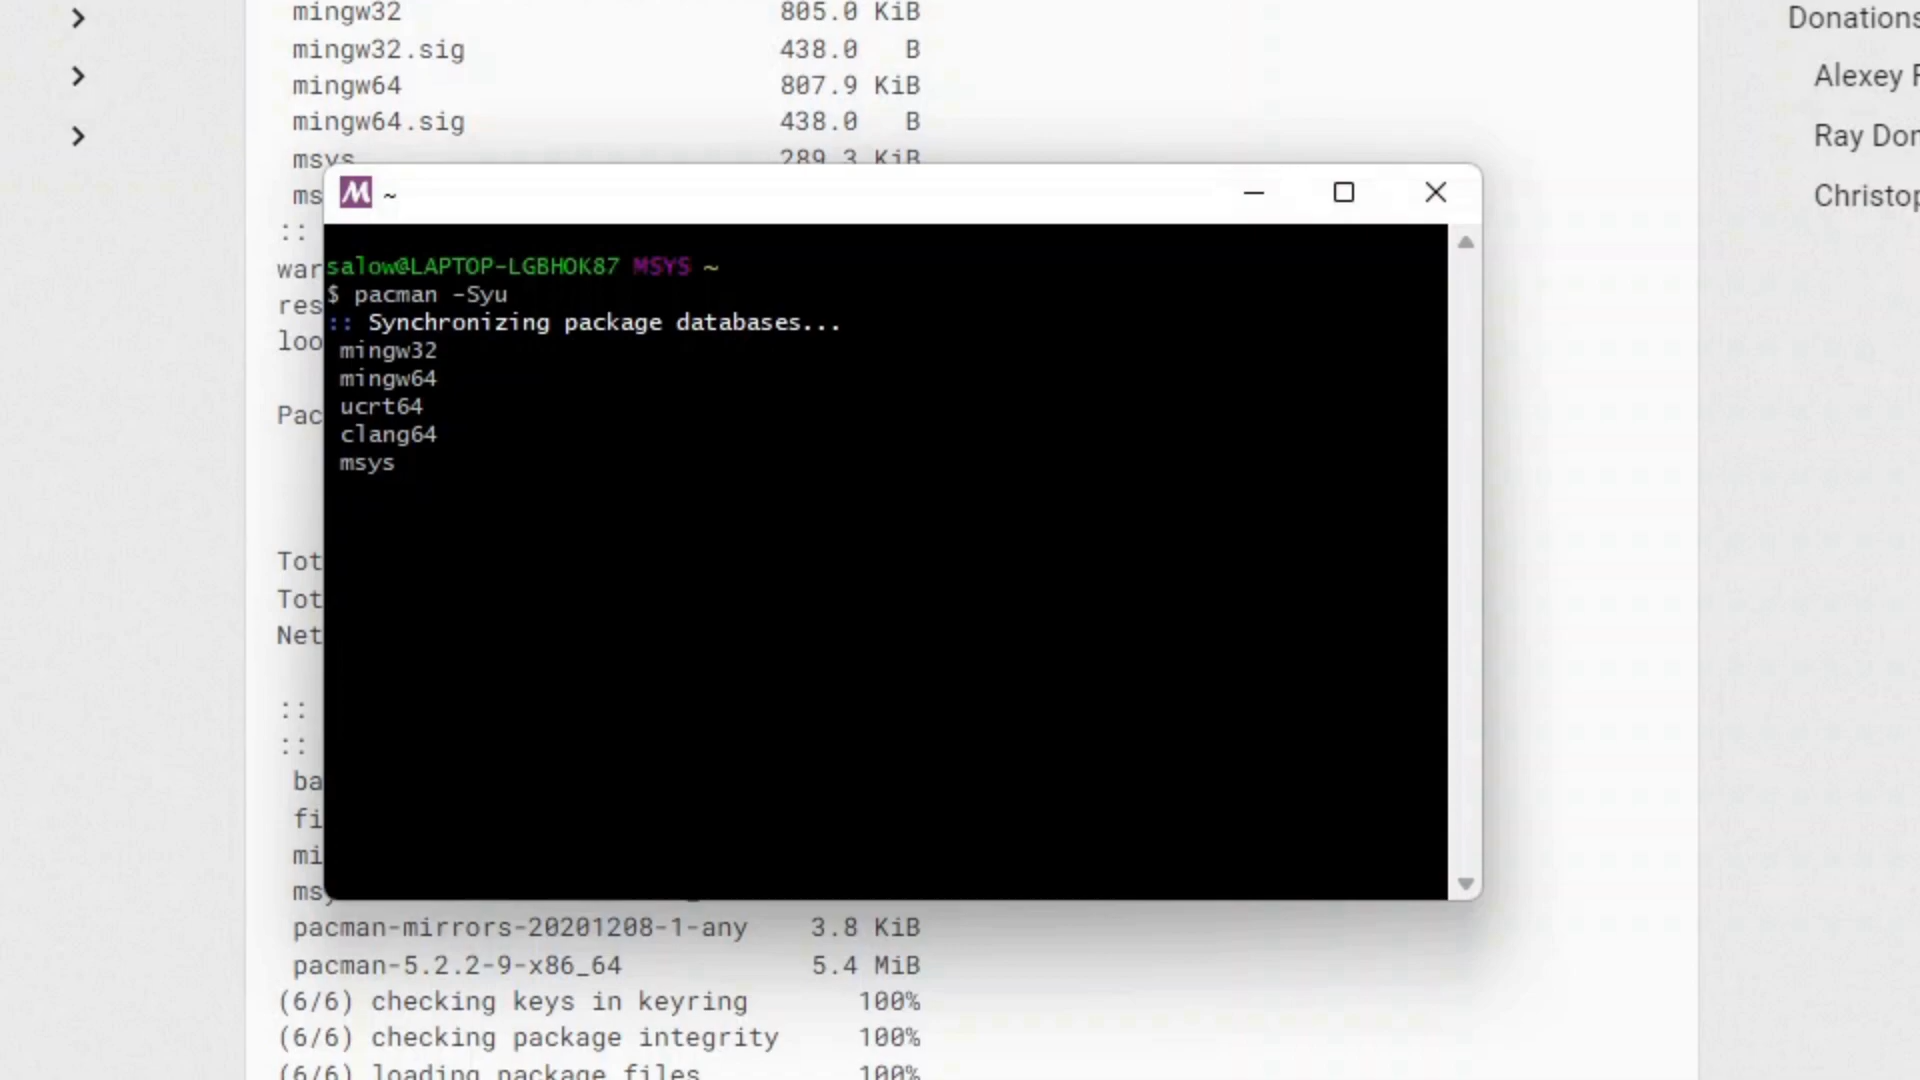 mingw32 805.0 KiB
mingw32.sig 438.0 B
mingw64 807.9 KiB
mingw64.sig 438.0 B
msys 289.3 KiB
ms
::
war
res
loo
Pac
Tot
Tot
Net
::
::
ba
fi
mi
ms
pacman-mirrors-20201208-1-any 3.8 KiB
pacman-5.2.2-9-x86_64 5.4 MiB
(6/6) checking keys in keyring 100%
(6/6) checking package integrity 100%
(6/6) loading package files 100%
~
salow@LAPTOP-LGBHOK87 MSYS ~
$ pacman -Syu
:: Synchronizing package databases...
mingw32
mingw64
ucrt64
clang64
msys
Donations
Alexey
Ray Don
Christop